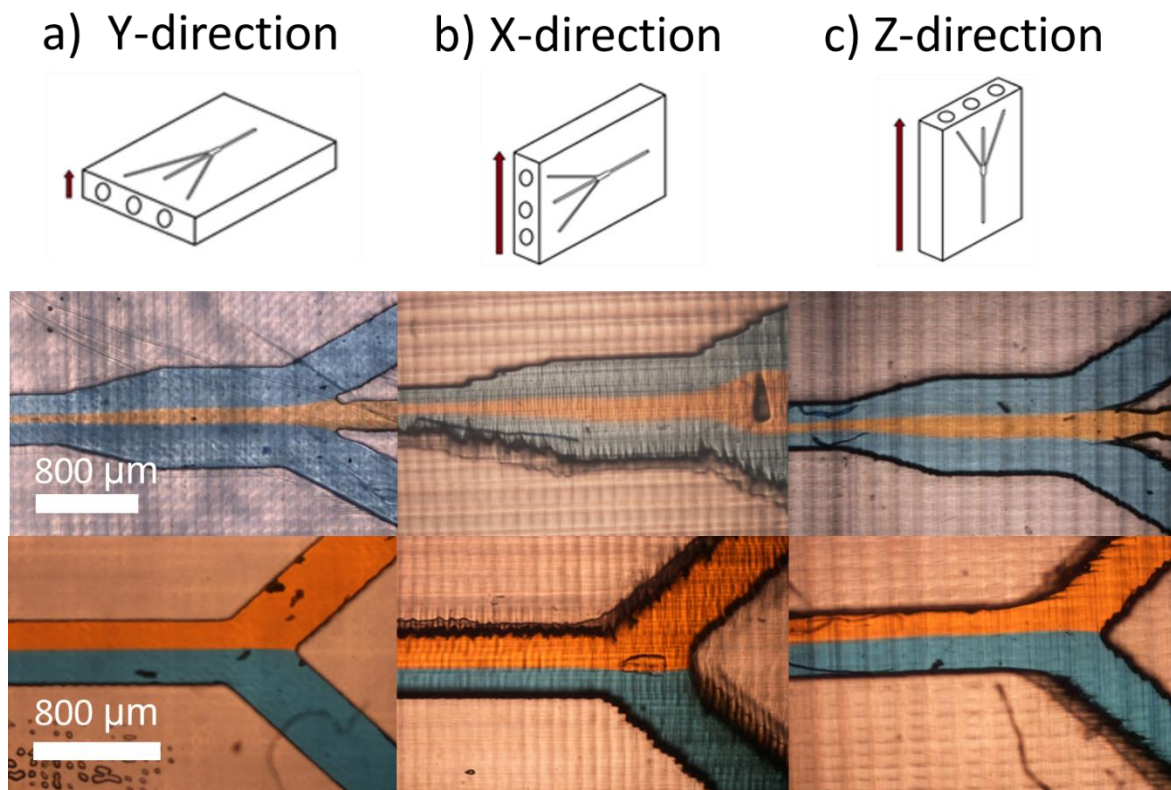 a) Y-direction
b) X-direction
c) Z-direction
800 µm
800 µm